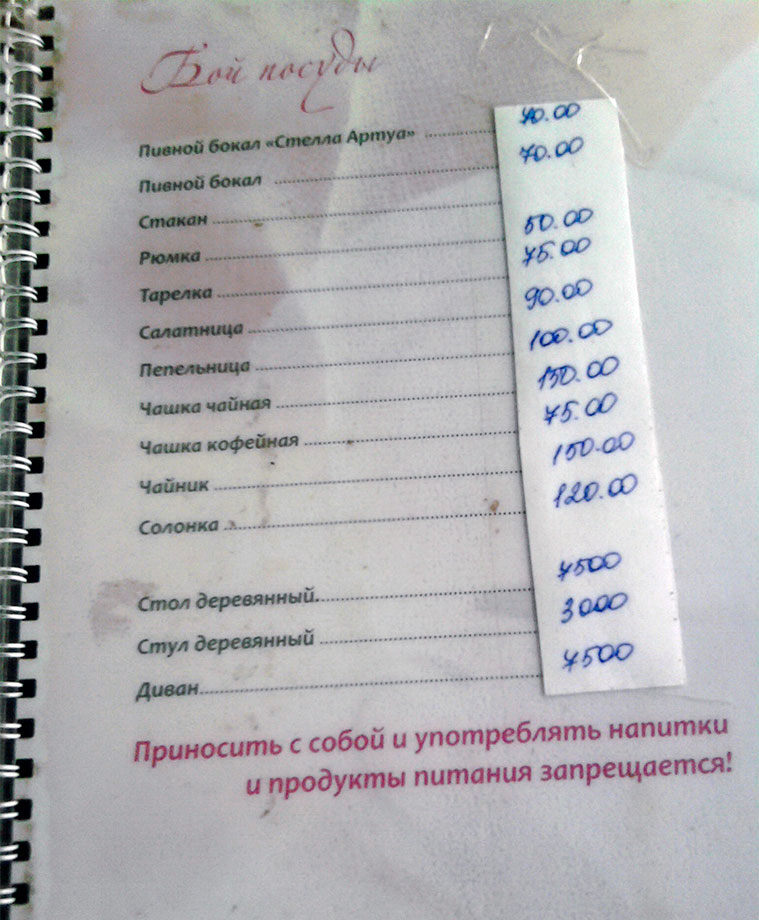 Бой посуды
Пивной бокал «Стелла Артуа» 70.00
Пивной бокал 70.00
Стакан
Рюмка 50.00
Тарелка 75.00
Салатница 90.00
Пепельница 100.00
Чашка чайная 150.00
Чашка кофейная 75.00
Чайник 150.00
Солонка 120.00
Стол деревянный 7500
Стул деревянный 3000
Диван 7500
Приносить с собой и употреблять напитки
и продукты питания запрещается!